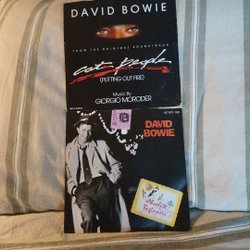 DAVID BOWIE
FROM THE ORIGINAL SOUNDTRACK
cat people
(PUTTING OUT FIRE)
MUSIC BY
GIORGIO MORODER
DAVID
BOWIE
Absolute
Beginners